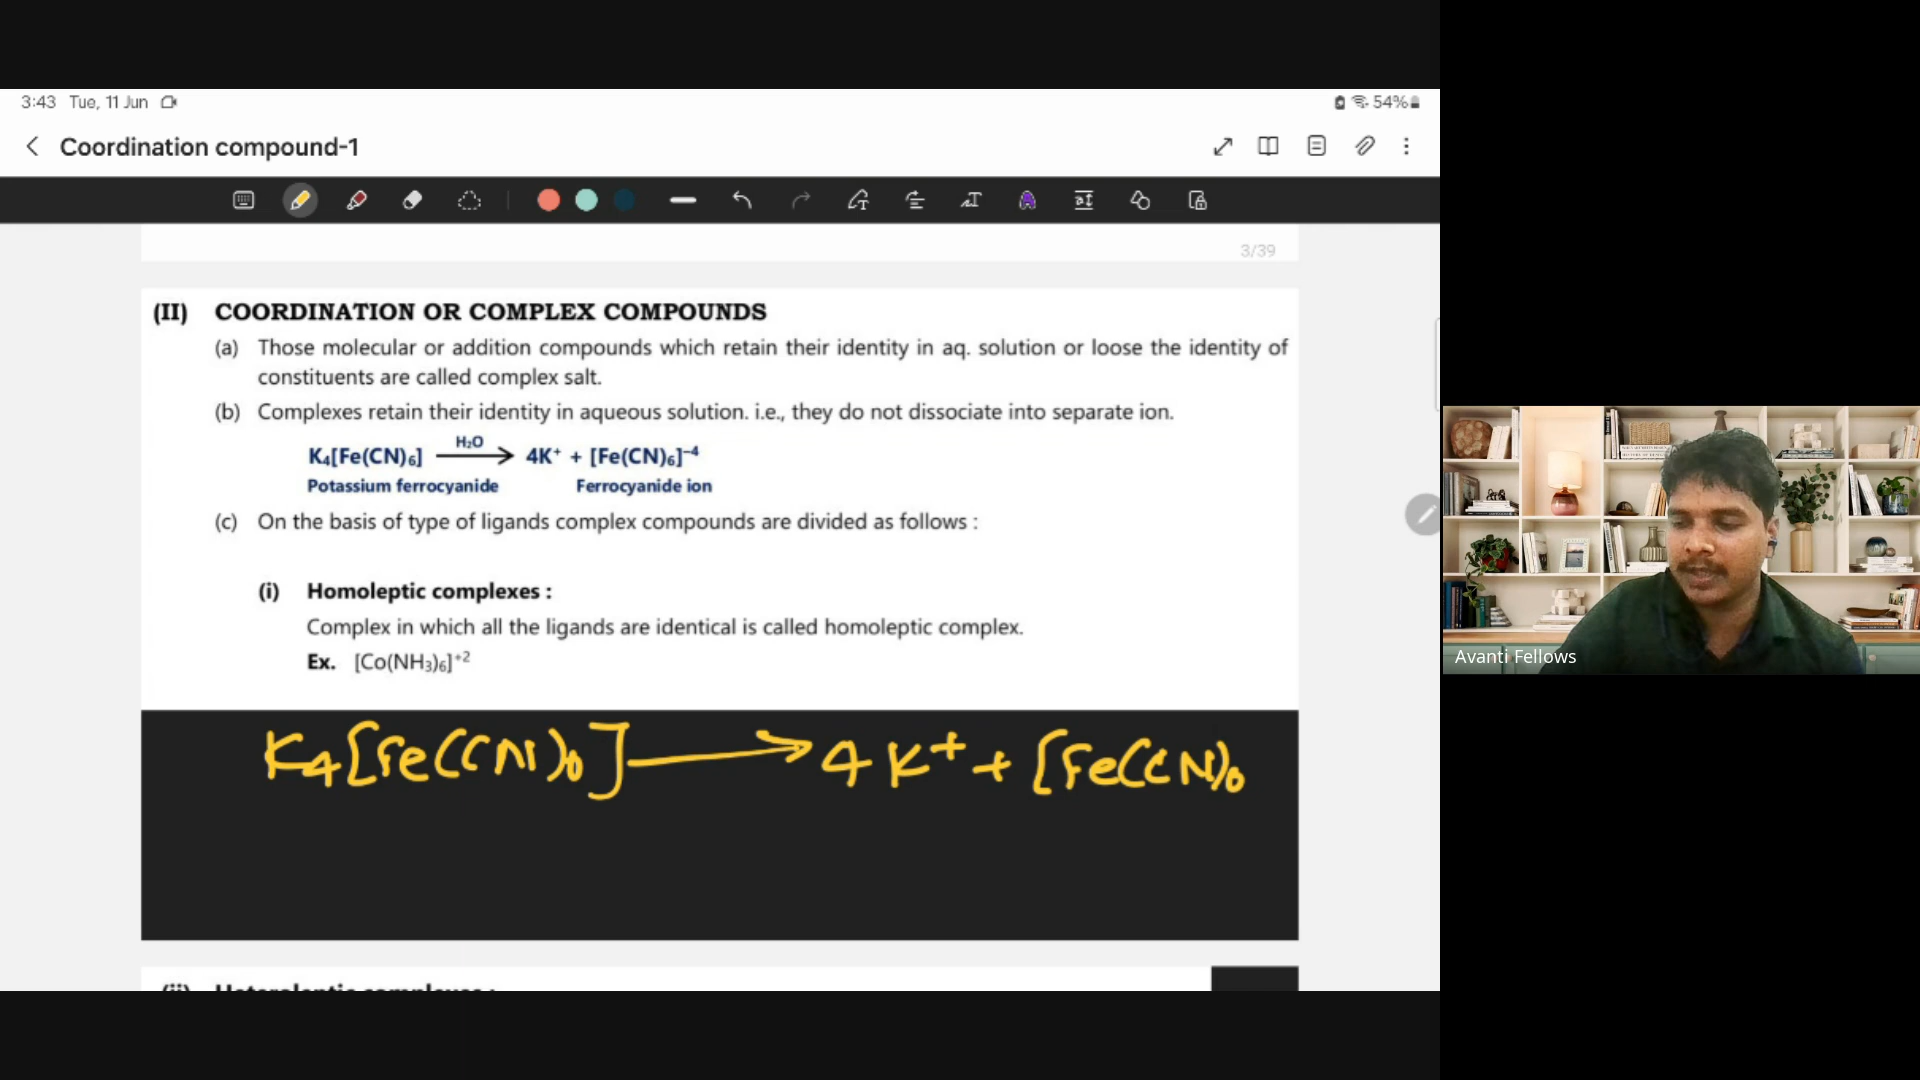 3:43 Tue, 11 Jun
54%
Coordination compound-1
3/39
(II) COORDINATION OR COMPLEX COMPOUNDS
(a) Those molecular or addition compounds which retain their identity in aq. solution or loose the identity of
constituents are called complex salt.
(b) Complexes retain their identity in aqueous solution. i.e., they do not dissociate into separate ion.
K₄[Fe(CN)₆] —H₂O→ 4K⁺ + [Fe(CN)₆]⁻⁴
Potassium ferrocyanide Ferrocyanide ion
(c) On the basis of type of ligands complex compounds are divided as follows :
(i) Homoleptic complexes :
Complex in which all the ligands are identical is called homoleptic complex.
Ex. [Co(NH₃)₆]⁺²
K₄[Fe(CN)₆] → 4K⁺ + [Fe(CN)₆
(ii) Heteroleptic complexes :
Avanti Fellows